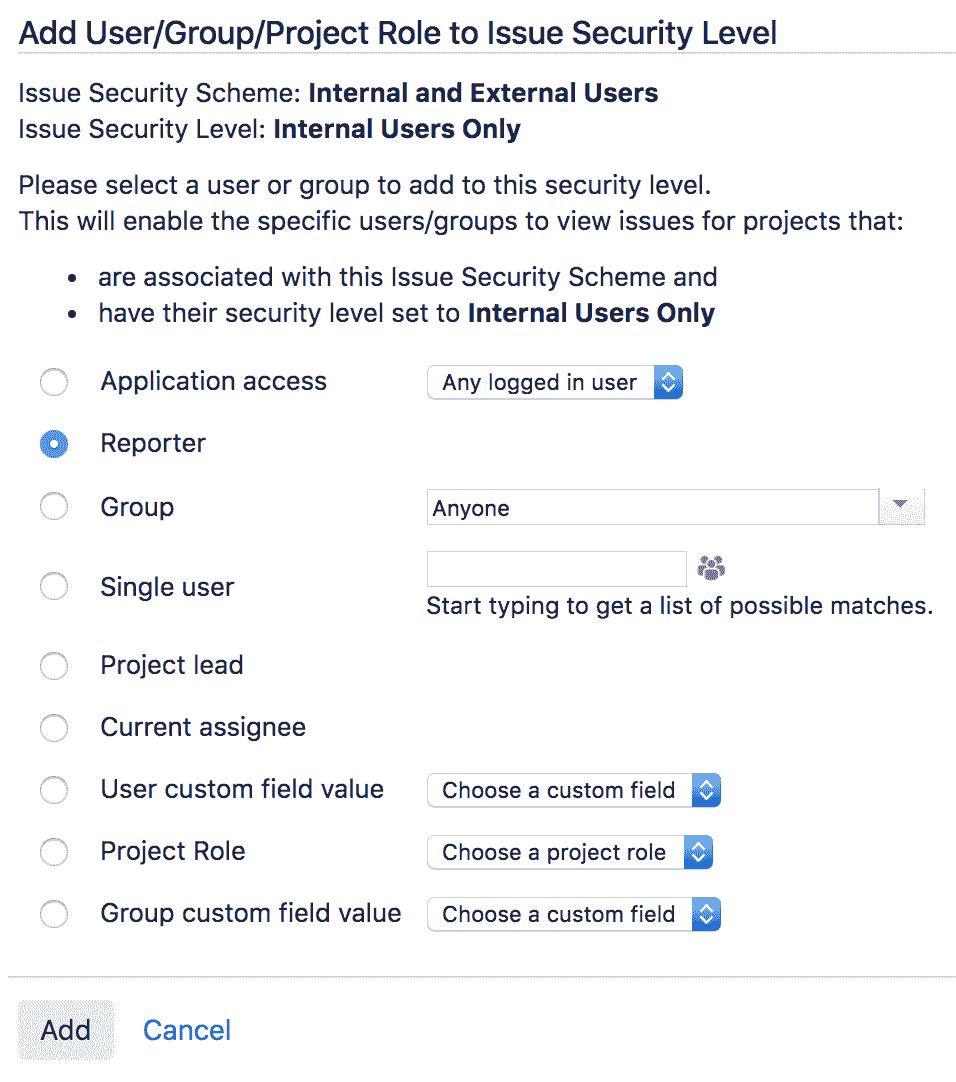 Add User/Group/Project Role to Issue Security Level
Issue Security Scheme: Internal and External Users
Issue Security Level: Internal Users Only
Please select a user or group to add to this security level.
This will enable the specific users/groups to view issues for projects that:
• are associated with this Issue Security Scheme and
• have their security level set to Internal Users Only
Application access Any logged in user
Reporter
Group Anyone
Single user
Start typing to get a list of possible matches.
Project lead
Current assignee
User custom field value Choose a custom field
Project Role Choose a project role
Group custom field value Choose a custom field
Add Cancel